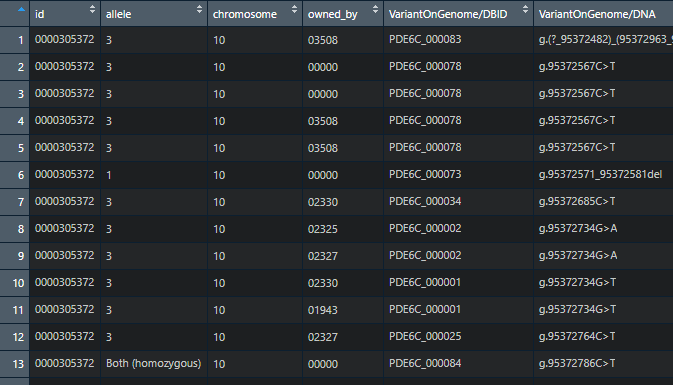 id allele chromosome owned_by VariantOnGenome/DBID VariantOnGenome/DNA
1 0000305372 3 10 03508 PDE6C_000083 g.(?_95372482)_(95372963_
2 0000305372 3 10 00000 PDE6C_000078 g.95372567C>T
3 0000305372 3 10 00000 PDE6C_000078 g.95372567C>T
4 0000305372 3 10 03508 PDE6C_000078 g.95372567C>T
5 0000305372 3 10 03508 PDE6C_000078 g.95372567C>T
6 0000305372 1 10 00000 PDE6C_000073 g.95372571_95372581del
7 0000305372 3 10 02330 PDE6C_000034 g.95372685C>T
8 0000305372 3 10 02325 PDE6C_000002 g.95372734G>A
9 0000305372 3 10 02327 PDE6C_000002 g.95372734G>A
10 0000305372 3 10 02330 PDE6C_000001 g.95372734G>T
11 0000305372 3 10 01943 PDE6C_000001 g.95372734G>T
12 0000305372 3 10 02327 PDE6C_000025 g.95372764C>T
13 0000305372 Both (homozygous) 10 00000 PDE6C_000084 g.95372786C>T